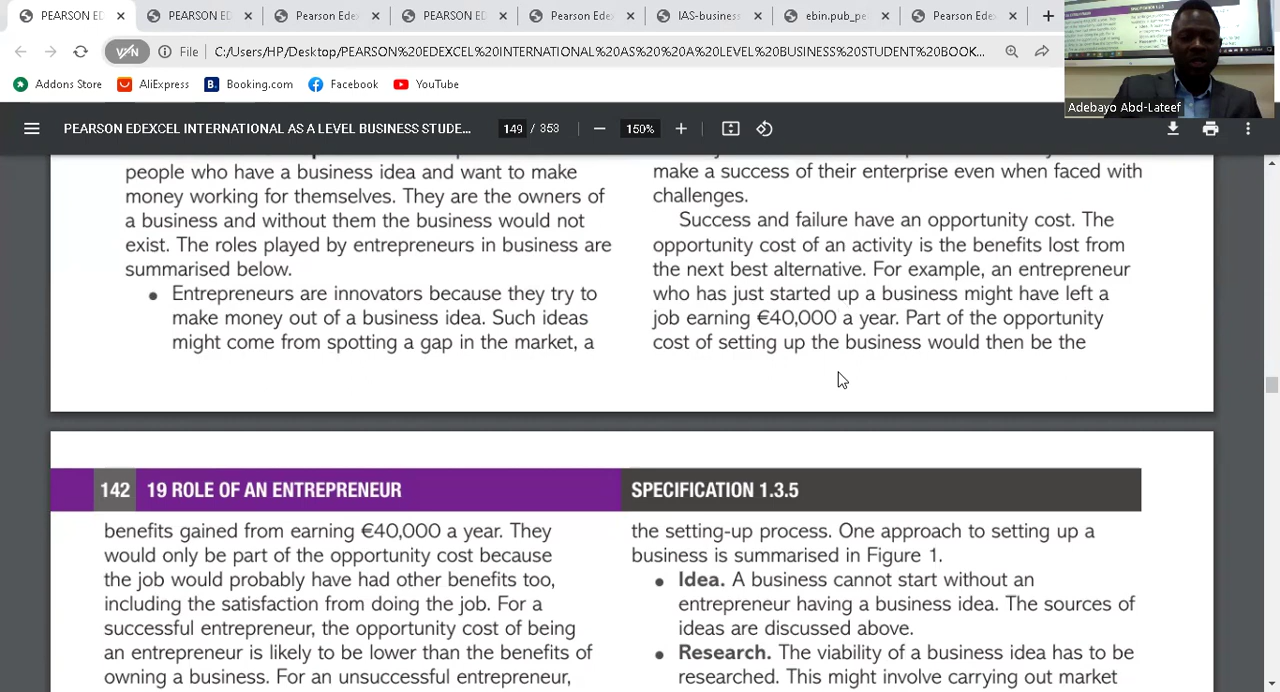 PEARSON EDE
PEARSON ED
Pearson Edex
PEARSON ED
Pearson Edex
IAS-business
ebin.pub_pe
Pearson Edex
File
C:/Users/HP/Desktop/PEARSON%20EDEXCEL%20INTERNATIONAL%20AS%20A%20LEVEL%20BUSINESS%20STUDENT%20BOOK...
Addons Store
AliExpress
Booking.com
Facebook
YouTube
Adebayo Abd-Lateef
PEARSON EDEXCEL INTERNATIONAL AS A LEVEL BUSINESS STUDE...
149 / 353
150%
people who have a business idea and want to make
money working for themselves. They are the owners of
a business and without them the business would not
exist. The roles played by entrepreneurs in business are
summarised below.
• Entrepreneurs are innovators because they try to
make money out of a business idea. Such ideas
might come from spotting a gap in the market, a
make a success of their enterprise even when faced with
challenges.
Success and failure have an opportunity cost. The
opportunity cost of an activity is the benefits lost from
the next best alternative. For example, an entrepreneur
who has just started up a business might have left a
job earning €40,000 a year. Part of the opportunity
cost of setting up the business would then be the
142 19 ROLE OF AN ENTREPRENEUR
SPECIFICATION 1.3.5
benefits gained from earning €40,000 a year. They
would only be part of the opportunity cost because
the job would probably have had other benefits too,
including the satisfaction from doing the job. For a
successful entrepreneur, the opportunity cost of being
an entrepreneur is likely to be lower than the benefits of
owning a business. For an unsuccessful entrepreneur,
the setting-up process. One approach to setting up a
business is summarised in Figure 1.
• Idea. A business cannot start without an
entrepreneur having a business idea. The sources of
ideas are discussed above.
• Research. The viability of a business idea has to be
researched. This might involve carrying out market